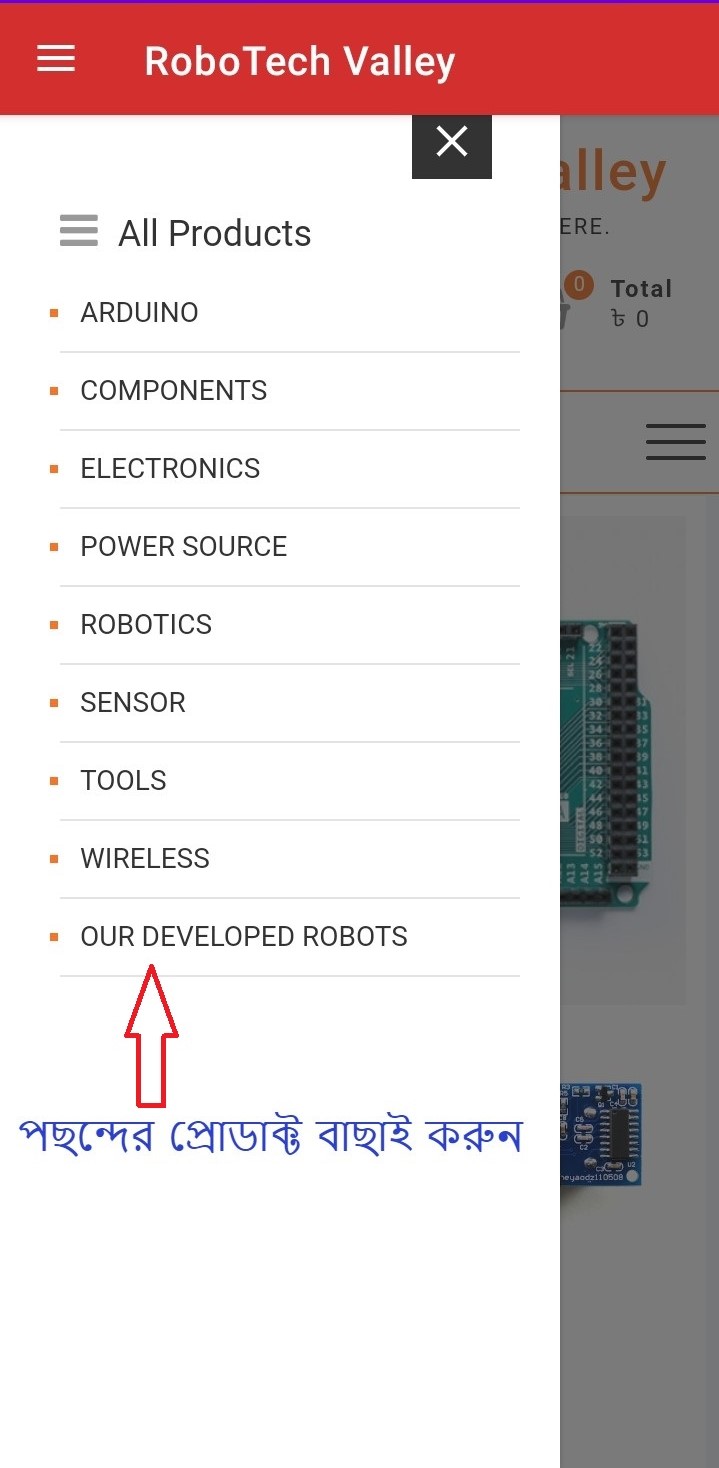 RoboTech Valley
alley
ERE.
All Products
0
Total
৳ 0
ARDUINO
COMPONENTS
ELECTRONICS
POWER SOURCE
ROBOTICS
SENSOR
TOOLS
WIRELESS
OUR DEVELOPED ROBOTS
পছন্দের প্রোডাক্ট বাছাই করুন